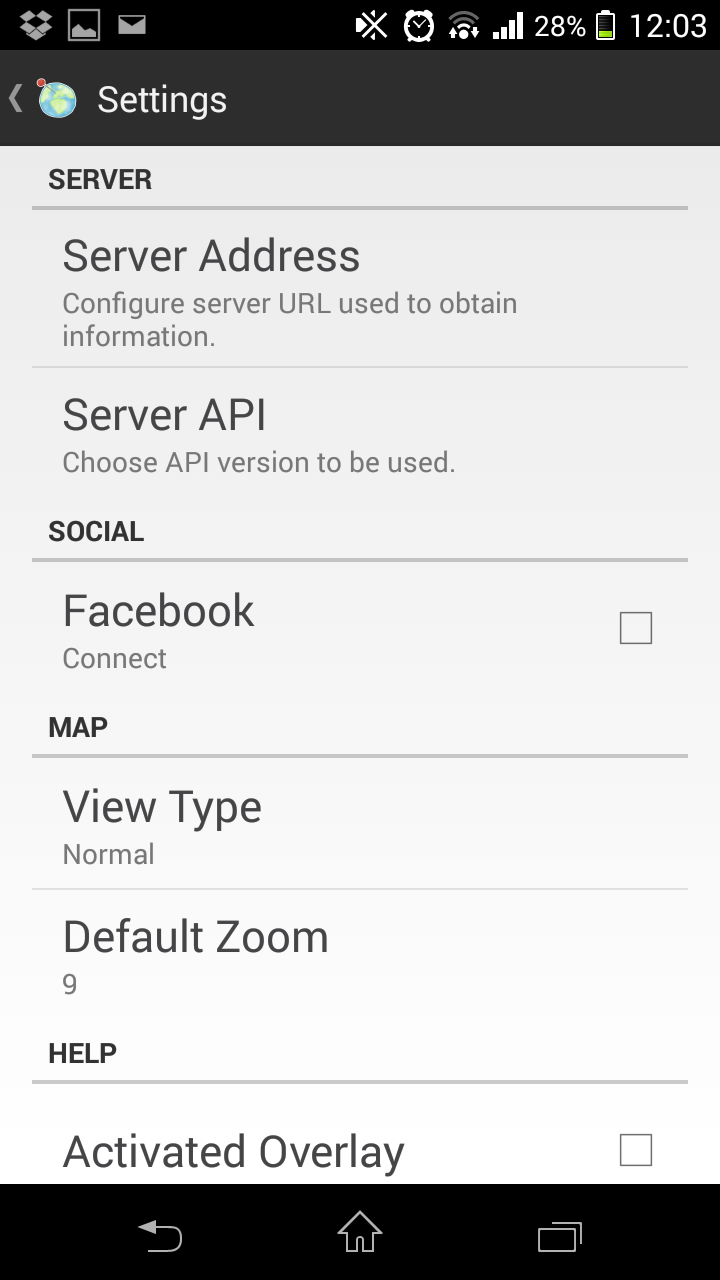 28% 12:03
Settings
SERVER
Server Address
Configure server URL used to obtain
information.
Server API
Choose API version to be used.
SOCIAL
Facebook
Connect
MAP
View Type
Normal
Default Zoom
9
HELP
Activated Overlay